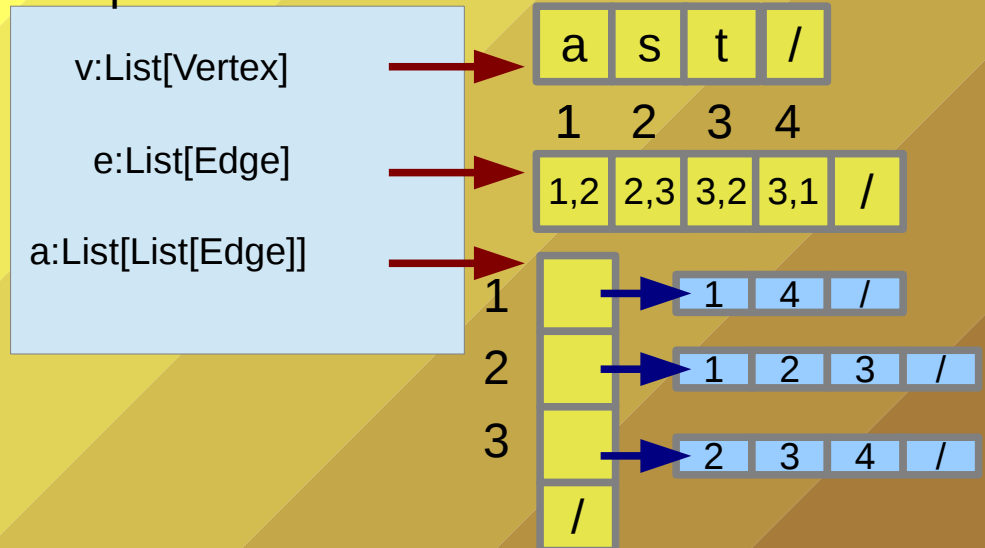 v:List[Vertex]
a s t /
1 2 3 4
e:List[Edge]
1,2 2,3 3,2 3,1 /
a:List[List[Edge]]
1
1 4 /
2
1 2 3 /
3
2 3 4 /
/